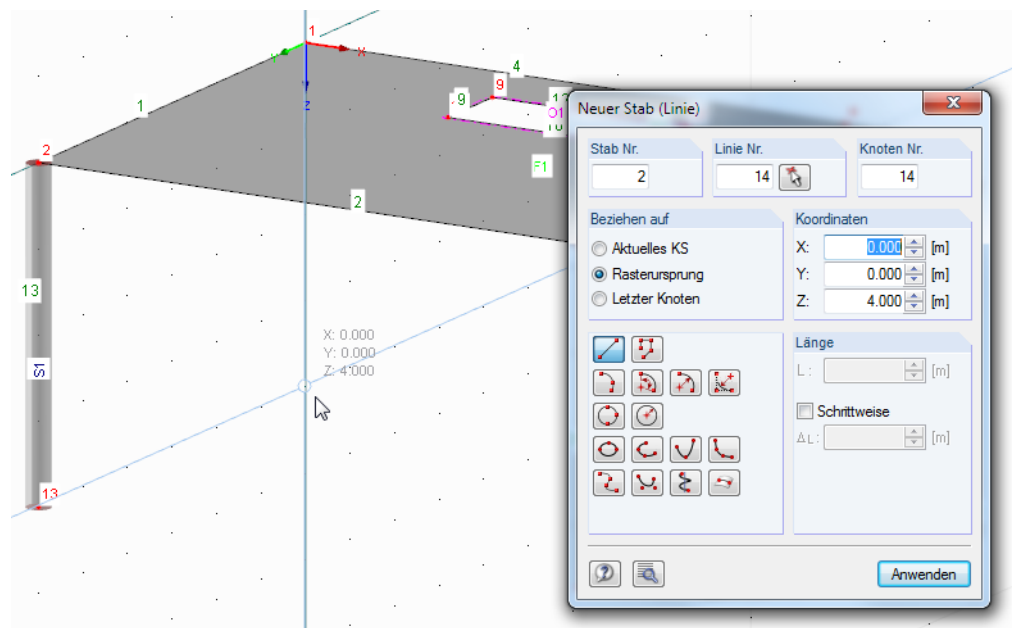 1
X
Y
Z
4
9
9
O1
1
2
F1
2
13
S1
13
X: 0.000
Y: 0.000
Z: 4.000
Neuer Stab (Linie)
Stab Nr.
Linie Nr.
Knoten Nr.
2
14
14
Beziehen auf
Koordinaten
Aktuelles KS
X: 0.000 [m]
Rasterursprung
Y: 0.000 [m]
Letzter Knoten
Z: 4.000 [m]
Länge
L: [m]
Schrittweise
ΔL: [m]
Anwenden